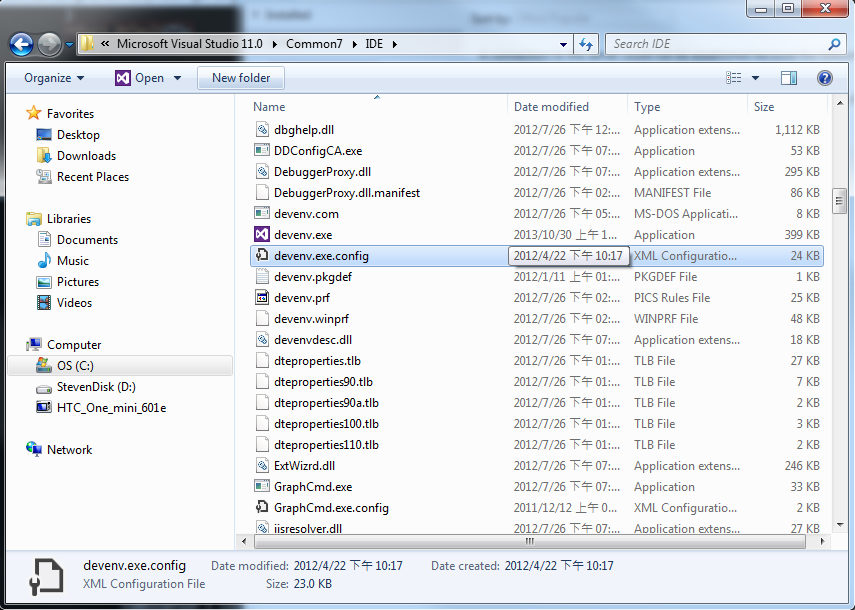 « Microsoft Visual Studio 11.0 ▸ Common7 ▸ IDE ▸
Search IDE
Organize
Open
New folder
Name Date modified Type Size
Favorites
Desktop
Downloads
Recent Places
Libraries
Documents
Music
Pictures
Videos
Computer
OS (C:)
StevenDisk (D:)
HTC_One_mini_601e
Network
dbghelp.dll 2012/7/26 下午 12:... Application extens... 1,112 KB
DDConfigCA.exe 2012/7/26 下午 07:... Application 53 KB
DebuggerProxy.dll 2012/7/26 下午 07:... Application extens... 295 KB
DebuggerProxy.dll.manifest 2012/7/26 下午 02:... MANIFEST File 86 KB
devenv.com 2012/7/26 下午 05:... MS-DOS Applicati... 8 KB
devenv.exe 2013/10/30 上午 1... Application 399 KB
devenv.exe.config 2012/4/22 下午 10:17 XML Configuratio... 24 KB
devenv.pkgdef 2012/1/11 上午 01:... PKGDEF File 1 KB
devenv.prf 2012/7/26 下午 02:... PICS Rules File 25 KB
devenv.winprf 2012/7/26 下午 02:... WINPRF File 48 KB
devenvdesc.dll 2012/7/26 下午 07:... Application extens... 18 KB
dteproperties.tlb 2012/7/26 下午 01:... TLB File 27 KB
dteproperties90.tlb 2012/7/26 下午 01:... TLB File 7 KB
dteproperties90a.tlb 2012/7/26 下午 01:... TLB File 2 KB
dteproperties100.tlb 2012/7/26 下午 01:... TLB File 3 KB
dteproperties110.tlb 2012/7/26 下午 01:... TLB File 2 KB
ExtWizrd.dll 2012/7/26 下午 07:... Application extens... 246 KB
GraphCmd.exe 2012/7/26 下午 07:... Application 33 KB
GraphCmd.exe.config 2011/12/12 上午 0... XML Configuratio... 2 KB
iisresolver.dll 2012/7/26 下午 07:... Application extens... 27 KB
devenv.exe.config Date modified: 2012/4/22 下午 10:17 Date created: 2012/4/22 下午 10:17
XML Configuration File Size: 23.0 KB